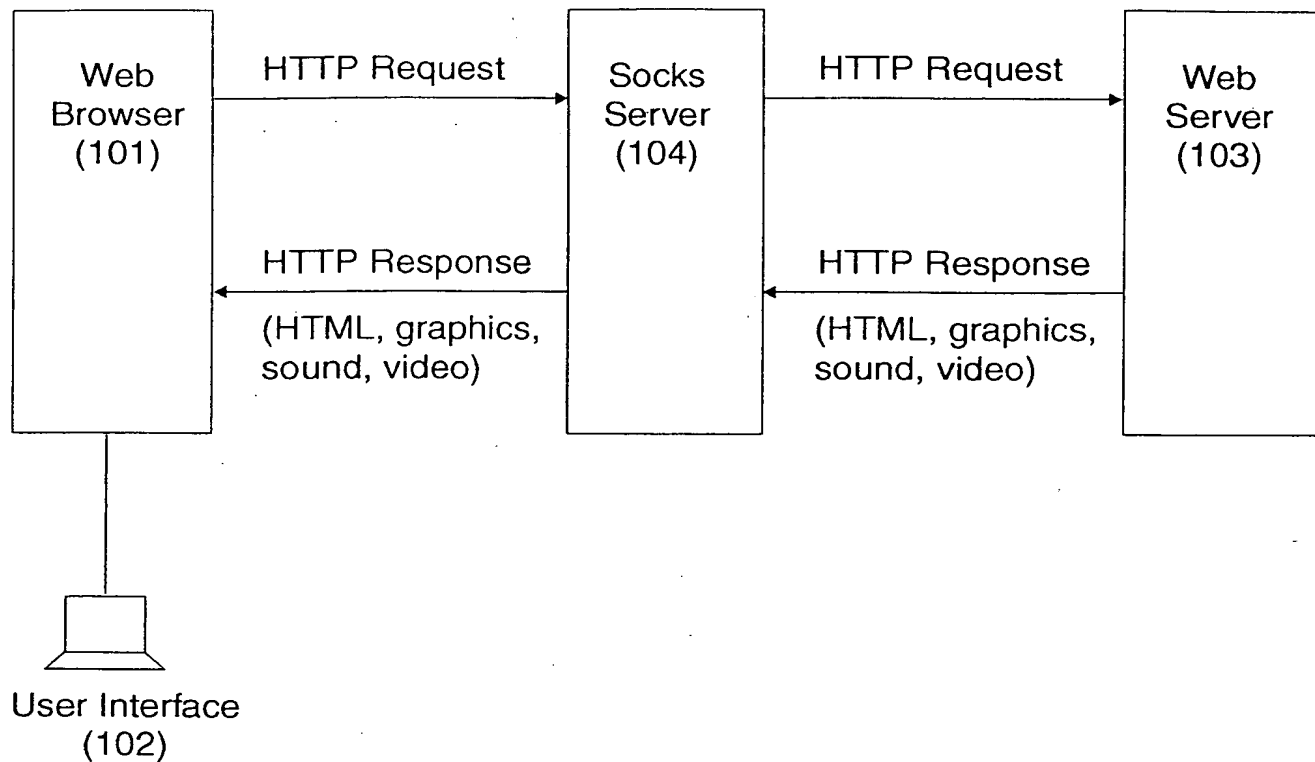 Web
Browser
(101)
HTTP Request
Socks
Server
(104)
HTTP Request
Web
Server
(103)
HTTP Response
(HTML, graphics,
sound, video)
HTTP Response
(HTML, graphics,
sound, video)
User Interface
(102)